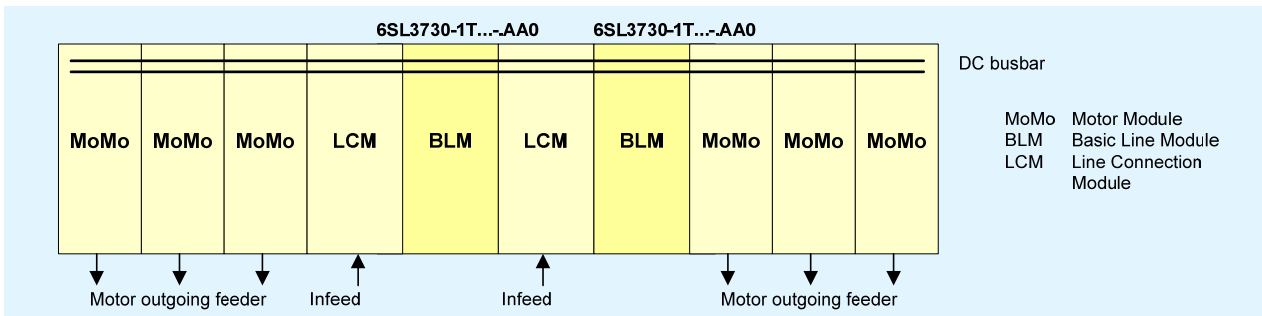 6SL3730-1T...-.AA0 6SL3730-1T...-.AA0
DC busbar
MoMo MoMo MoMo LCM BLM LCM BLM MoMo MoMo MoMo
MoMo Motor Module
BLM Basic Line Module
LCM Line Connection
Module
Motor outgoing feeder Infeed Infeed Motor outgoing feeder